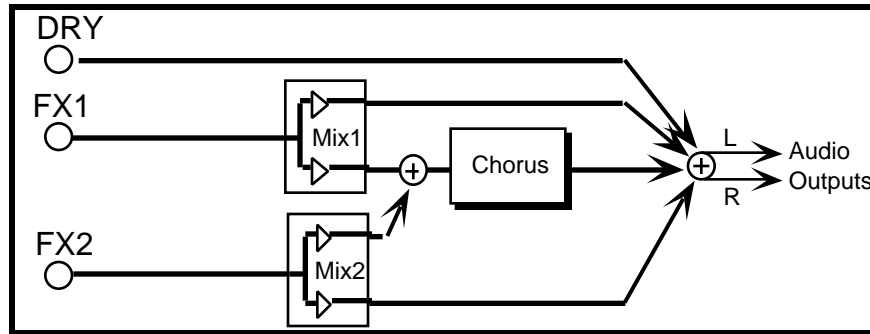 DRY
FX1
Mix1
Chorus
L
R
Audio
Outputs
FX2
Mix2